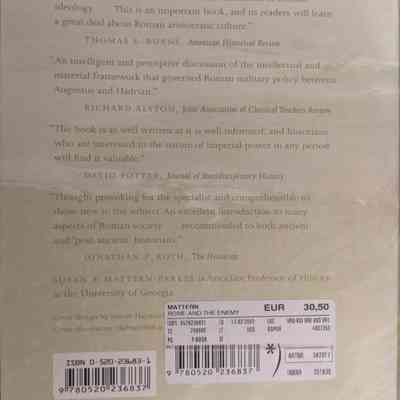 ideology. . . . This is an important book, and its readers will learn
a great deal about Roman aristocratic culture."
THOMAS S. BURNS, American Historical Review
"An intelligent and perceptive discussion of the intellectual and
material framework that governed Roman military policy between
Augustus and Hadrian."
RICHARD ALSTON, Joint Association of Classical Teachers Review
"The book is as well written as it is well informed, and historians
who are interested in the nature of imperial power in any period
will find it valuable."
DAVID POTTER, Journal of Interdisciplinary History
"Thought provoking for the specialist and comprehensible to
those new to the subject. An excellent introduction to many
aspects of Roman society . . . recommended to both ancient
and 'post-ancient' historians."
JONATHAN P. ROTH, The Historian
SUSAN P. MATTERN-PARKES is Associate Professor of History
at the University of Georgia.
MATTERN
ROME AND THE ENEMY
EUR 30,50
ISBN 0-520-23683-1
9 780520 236837
9 780520 236837